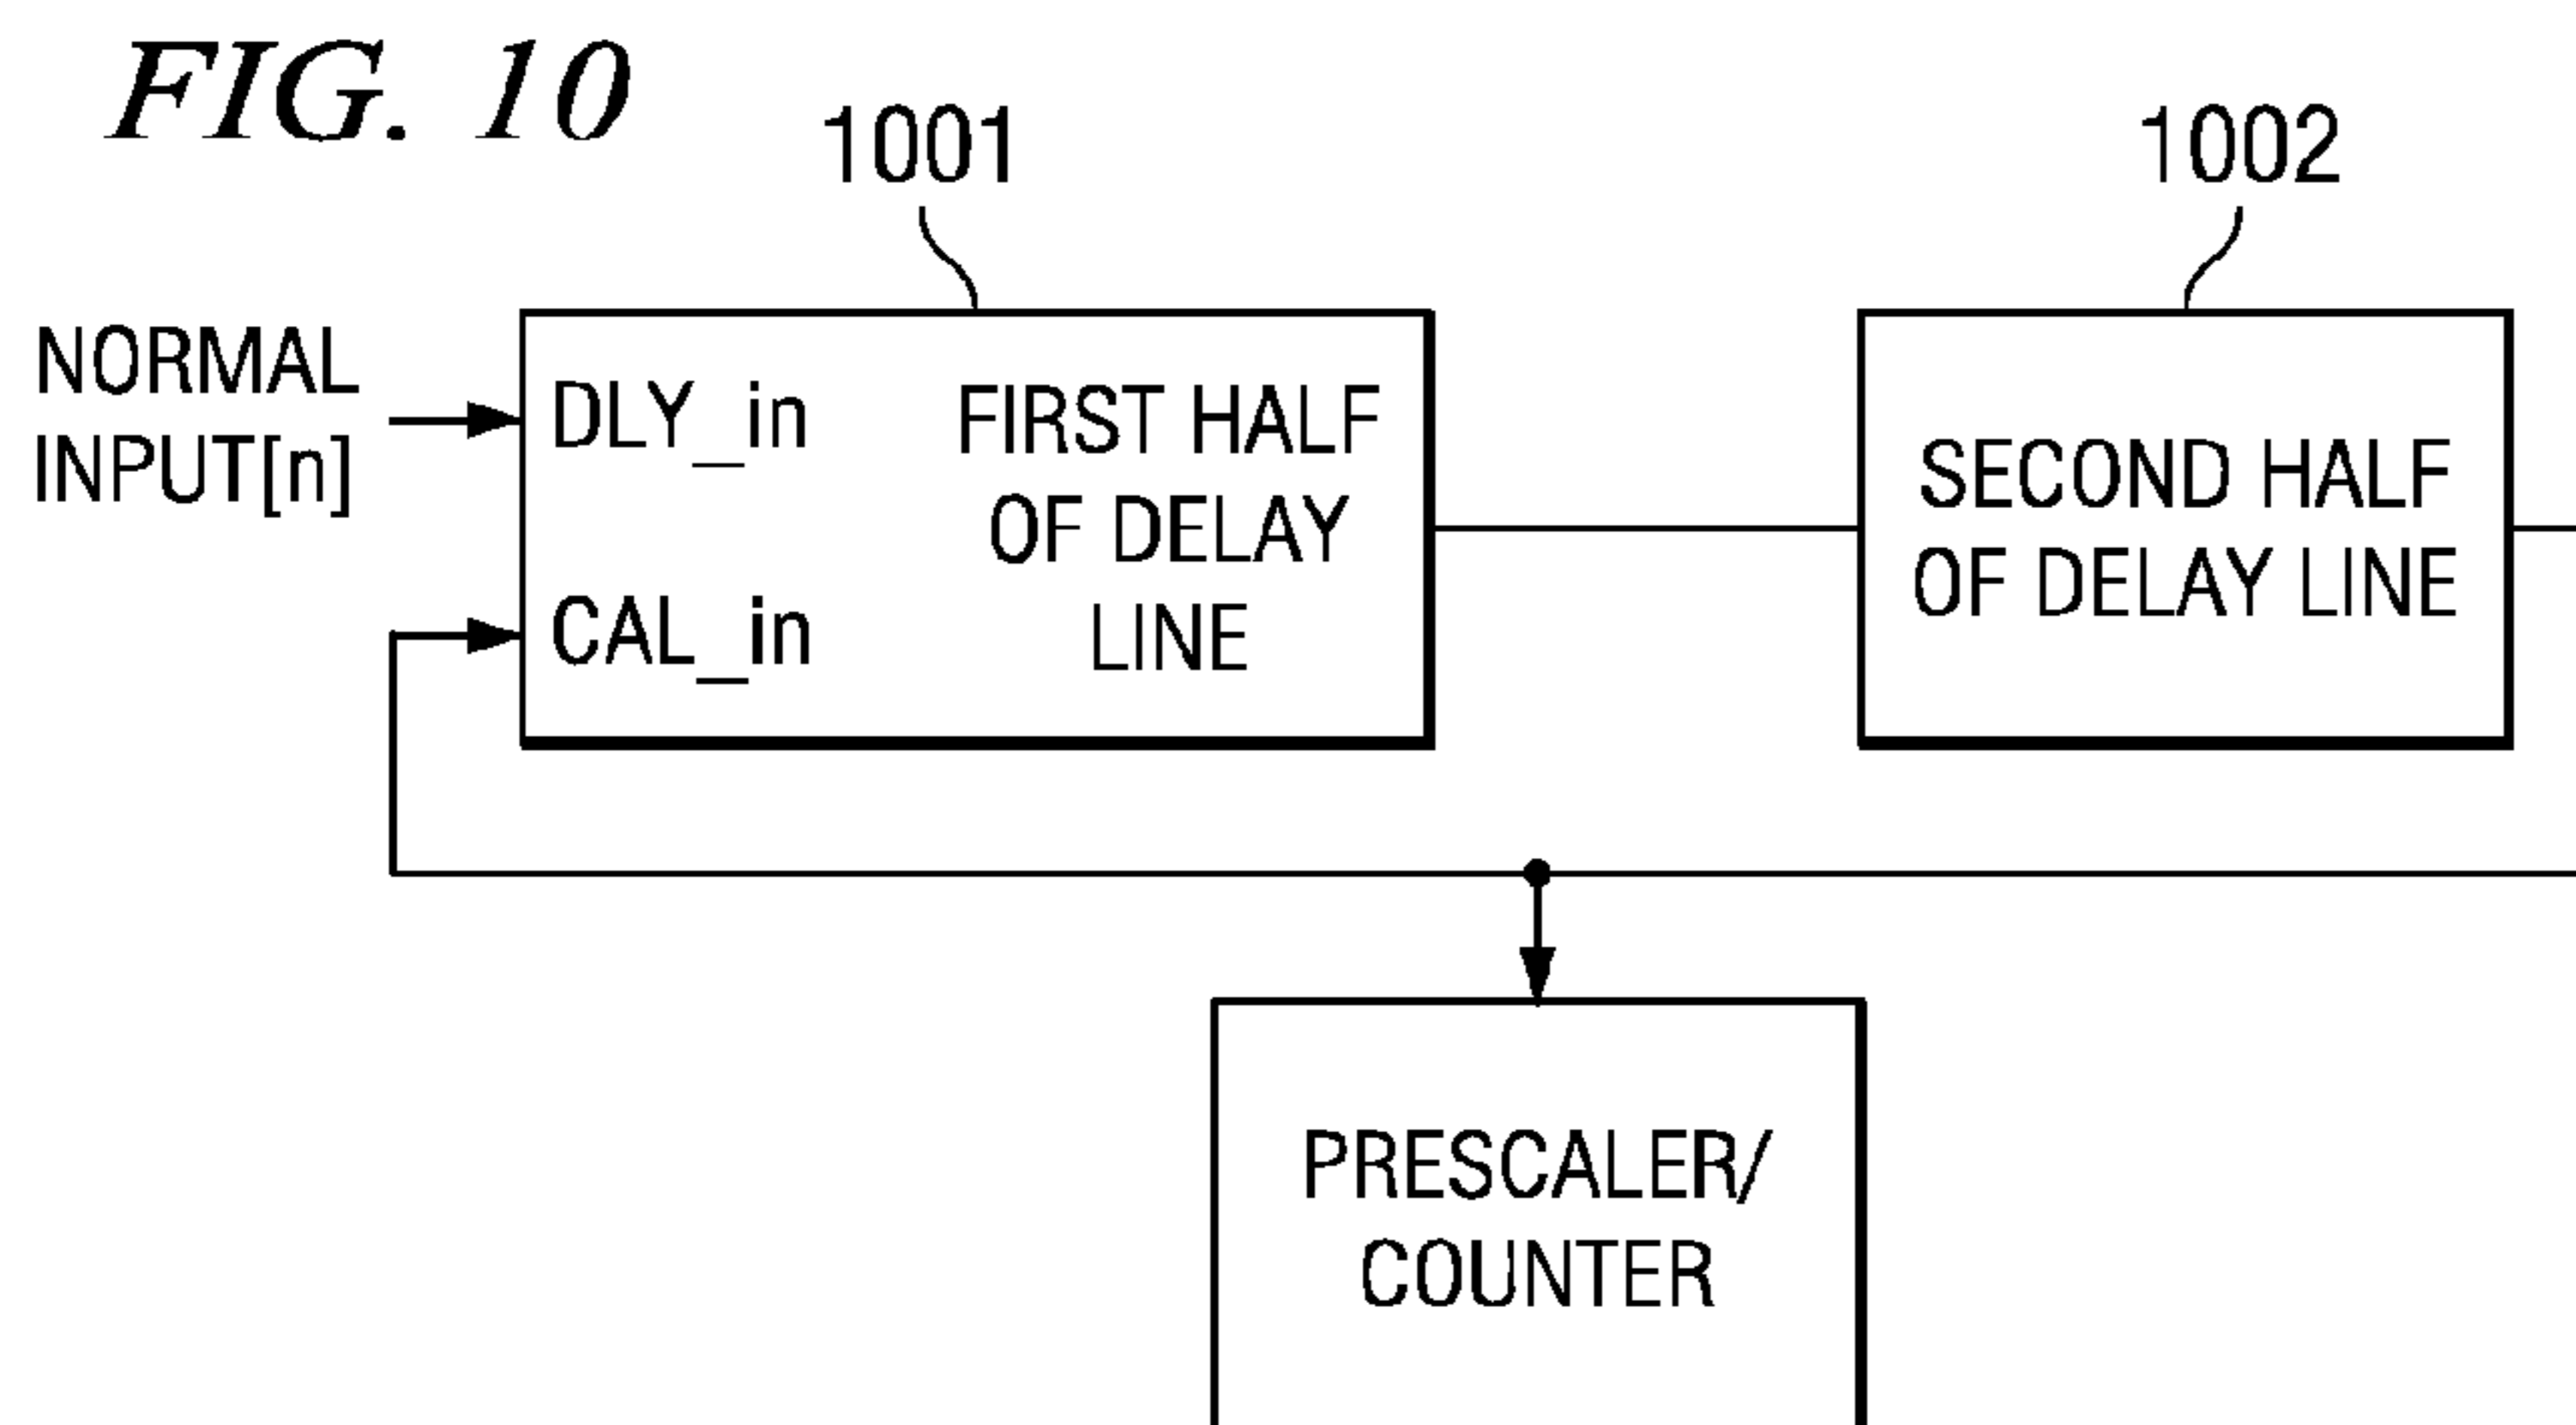 FIG. 10
1001
1002
NORMAL
INPUT[n]
DLY_in
CAL_in
FIRST HALF
OF DELAY
LINE
SECOND HALF
OF DELAY LINE
PRESCALER/
COUNTER